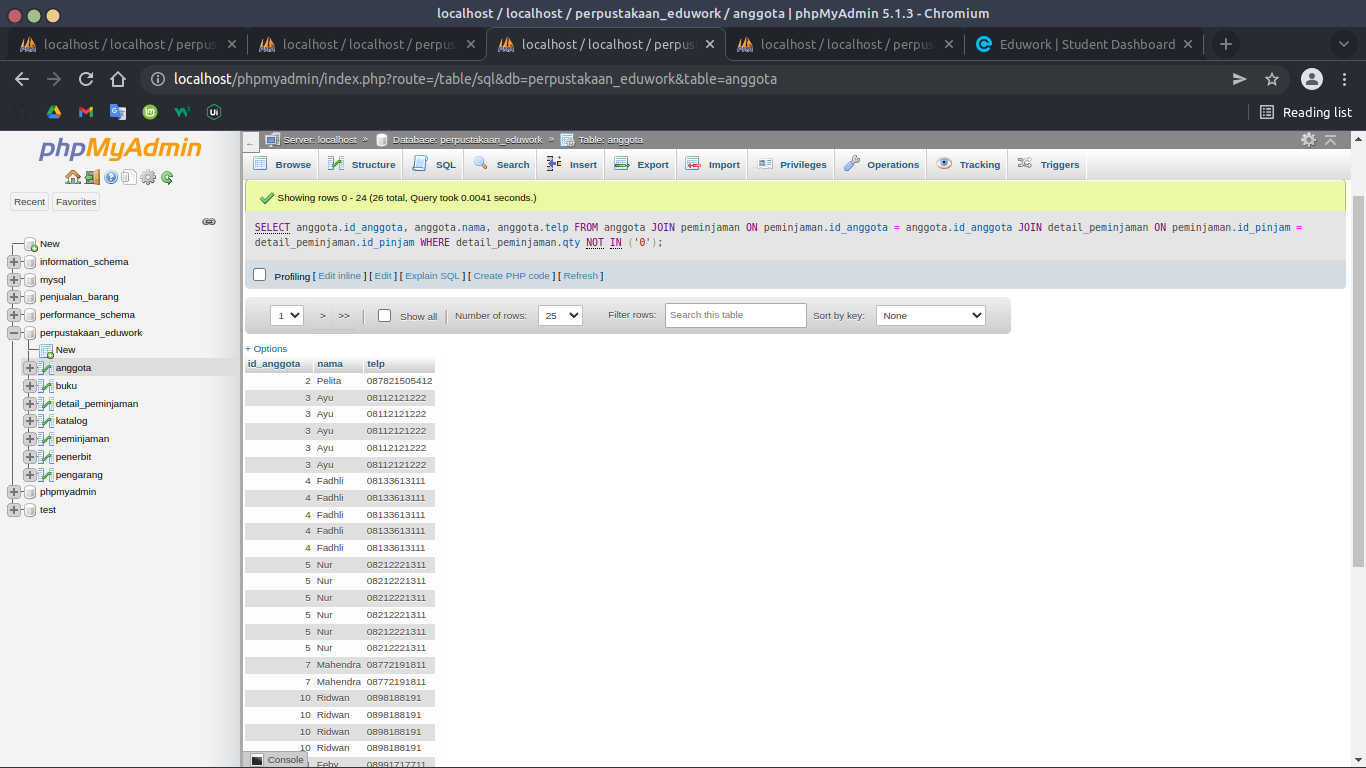 localhost / localhost / perpustakaan_eduwork / anggota | phpMyAdmin 5.1.3 - Chromium
localhost / localhost / perpus
localhost / localhost / perpus
localhost / localhost / perpus
localhost / localhost / perpus
Eduwork | Student Dashboard
localhost/phpmyadmin/index.php?route=/table/sql&db=perpustakaan_eduwork&table=anggota
Reading list
phpMyAdmin
Recent
Favorites
New
information_schema
mysql
penjualan_barang
performance_schema
perpustakaan_eduwork
New
anggota
buku
detail_peminjaman
katalog
peminjaman
penerbit
pengarang
phpmyadmin
test
Server: localhost » Database: perpustakaan_eduwork » Table: anggota
Browse Structure SQL Search Insert Export Import Privileges Operations Tracking Triggers
Showing rows 0 - 24 (26 total, Query took 0.0041 seconds.)
SELECT anggota.id_anggota, anggota.nama, anggota.telp FROM anggota JOIN peminjaman ON peminjaman.id_anggota = anggota.id_anggota JOIN detail_peminjaman ON peminjaman.id_pinjam =
detail_peminjaman.id_pinjam WHERE detail_peminjaman.qty NOT IN ('0');
Profiling [ Edit inline ] [ Edit ] [ Explain SQL ] [ Create PHP code ] [ Refresh ]
1 > >> | Show all | Number of rows: 25 Filter rows: Search this table Sort by key: None
+ Options
id_anggota nama telp
2 Pelita 087821505412
3 Ayu 08112121222
3 Ayu 08112121222
3 Ayu 08112121222
3 Ayu 08112121222
3 Ayu 08112121222
4 Fadhli 08133613111
4 Fadhli 08133613111
4 Fadhli 08133613111
4 Fadhli 08133613111
4 Fadhli 08133613111
5 Nur 08212221311
5 Nur 08212221311
5 Nur 08212221311
5 Nur 08212221311
5 Nur 08212221311
5 Nur 08212221311
7 Mahendra 08772191811
7 Mahendra 08772191811
10 Ridwan 0898188191
10 Ridwan 0898188191
10 Ridwan 0898188191
10 Ridwan 0898188191
Feby 08991717711
Console